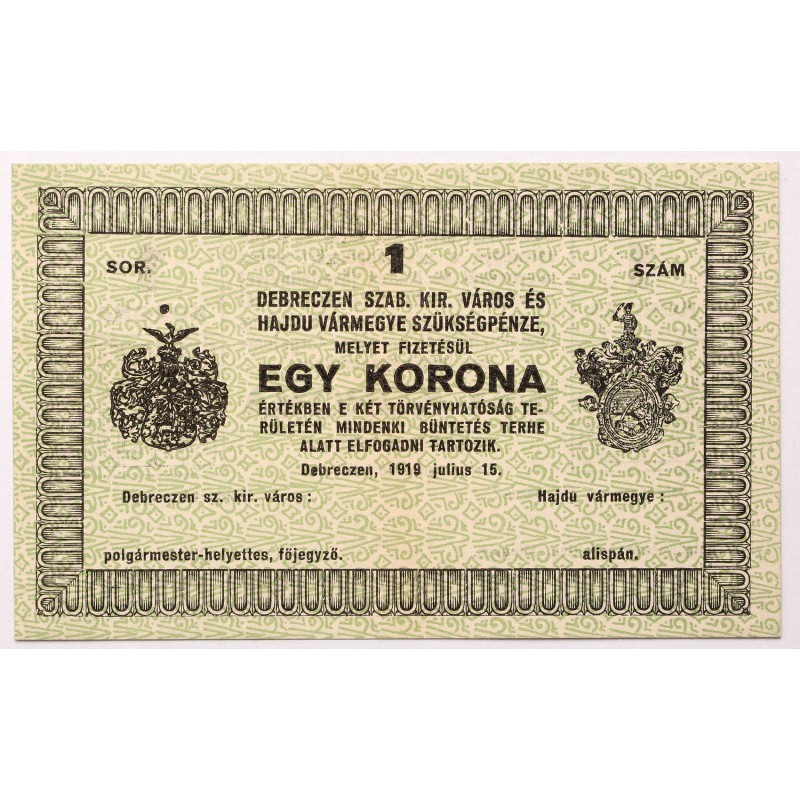 1
SOR. SZÁM
DEBRECZEN SZAB. KIR. VÁROS ÉS
HAJDU VÁRMEGYE SZÜKSÉGPÉNZE,
MELYET FIZETÉSÜL
EGY KORONA
ÉRTÉKBEN E KÉT TÖRVÉNYHATÓSÁG TE-
RÜLETÉN MINDENKI BÜNTETÉS TERHE
ALATT ELFOGADNI TARTOZIK.
Debreczen, 1919 julius 15.
Debreczen sz. kir. város : Hajdu vármegye :
polgármester-helyettes, főjegyző. alispán.